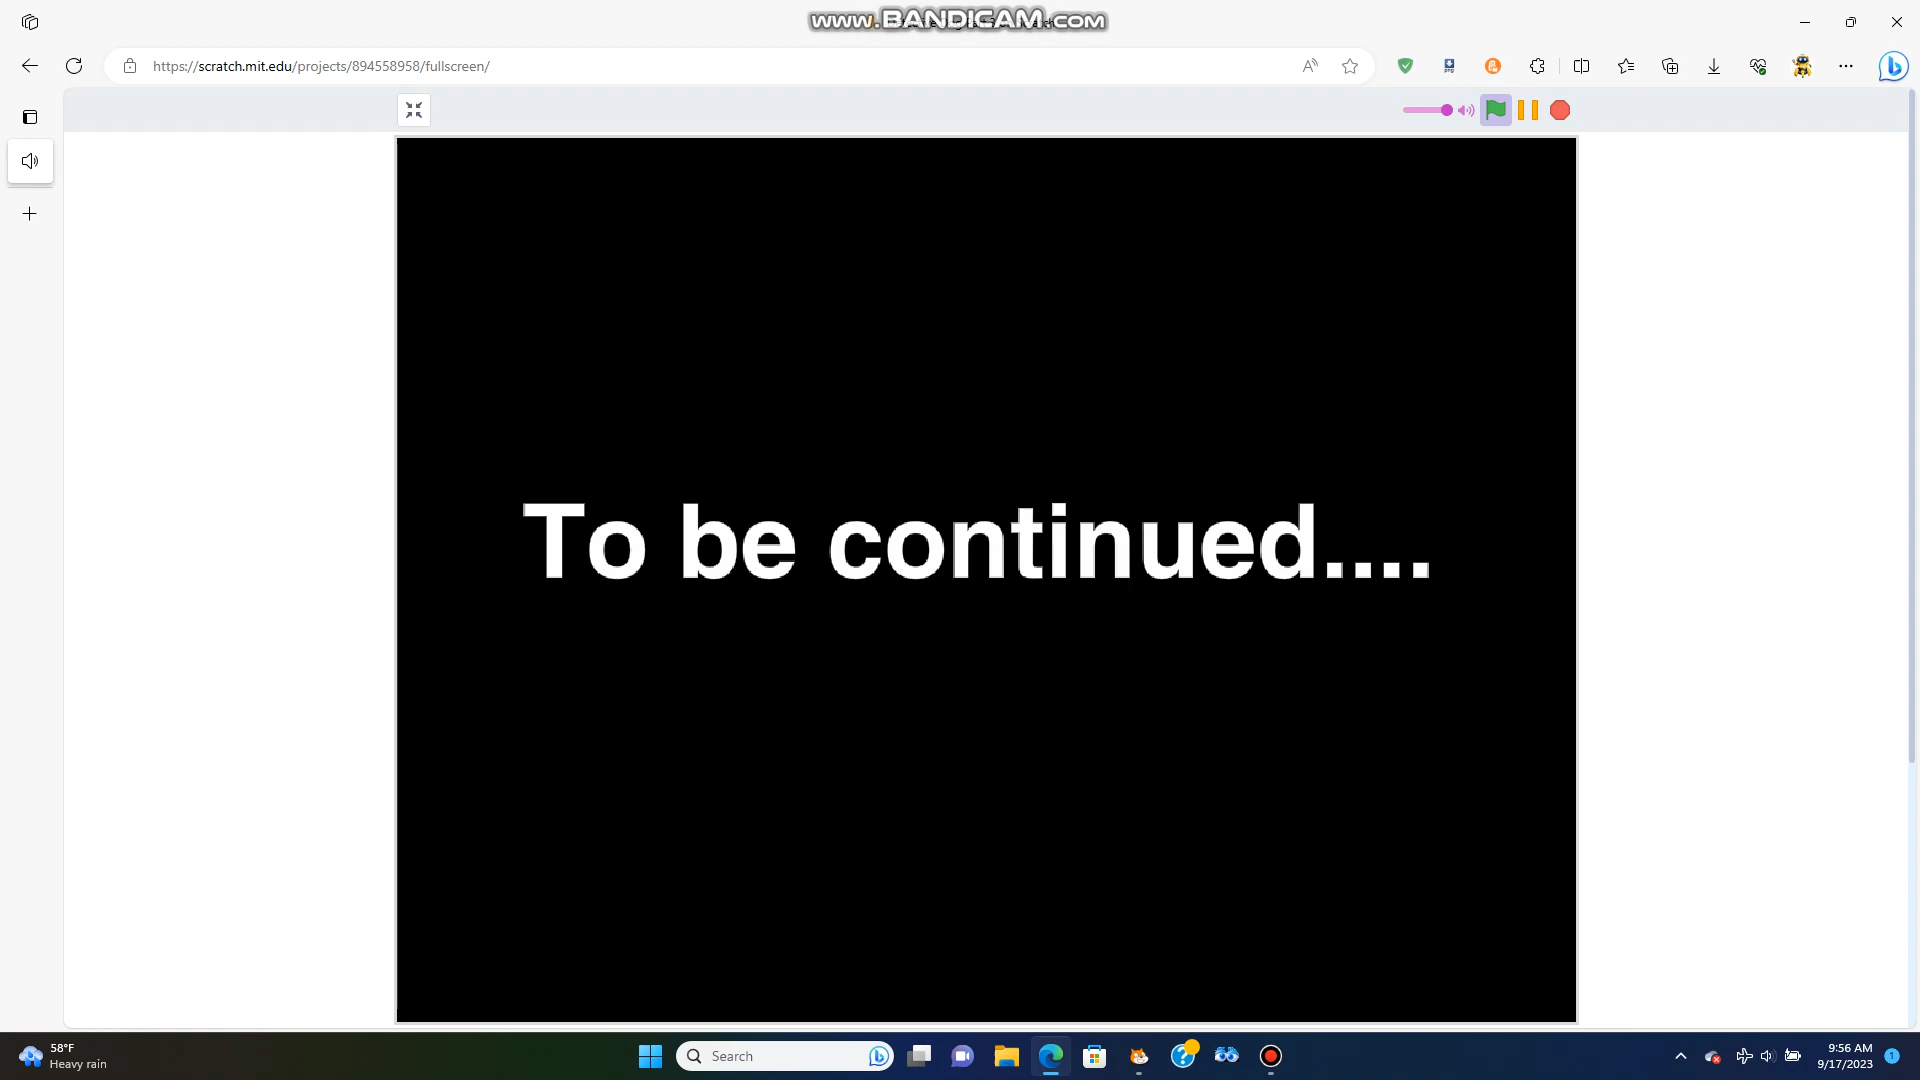 www.BANDICAM.com
https://scratch.mit.edu/projects/894558958/fullscreen/
To be continued....
58°F
Heavy rain
Search
9:56 AM
9/17/2023
1